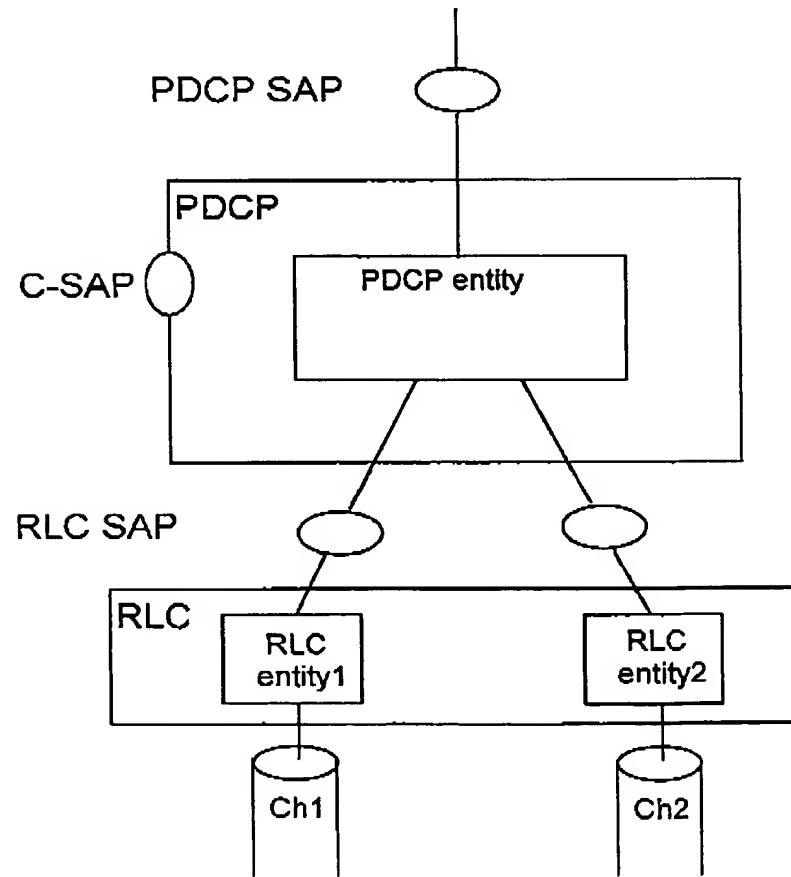 PDCP SAP
PDCP
C-SAP
PDCP entity
RLC SAP
RLC
RLC
entity1
RLC
entity2
Ch1
Ch2